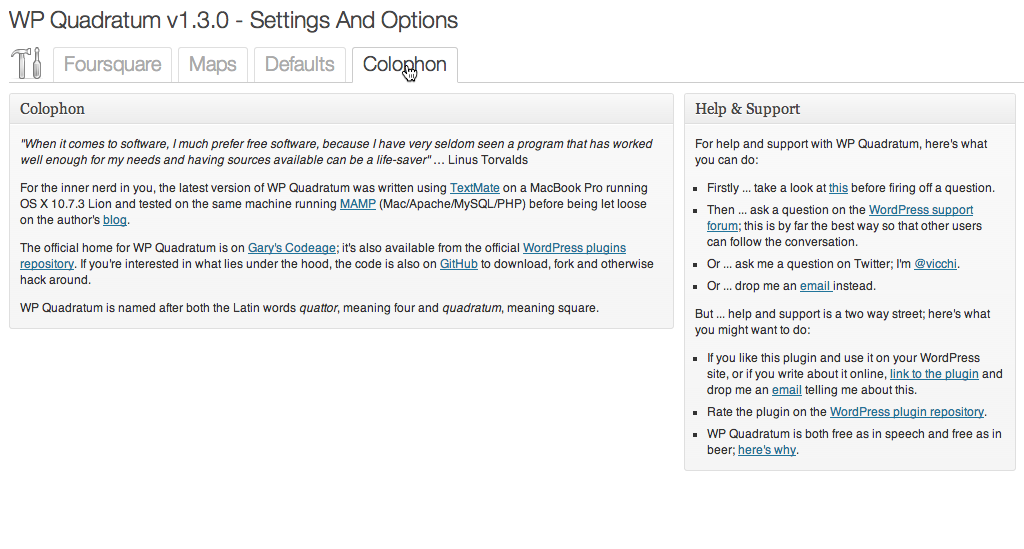 WP Quadratum v1.3.0 - Settings And Options
Foursquare Maps Defaults Colophon
Colophon
"When it comes to software, I much prefer free software, because I have very seldom seen a program that has worked
well enough for my needs and having sources available can be a life-saver" … Linus Torvalds
For the inner nerd in you, the latest version of WP Quadratum was written using TextMate on a MacBook Pro running
OS X 10.7.3 Lion and tested on the same machine running MAMP (Mac/Apache/MySQL/PHP) before being let loose
on the author's blog.
The official home for WP Quadratum is on Gary's Codeage; it's also available from the official WordPress plugins
repository. If you're interested in what lies under the hood, the code is also on GitHub to download, fork and otherwise
hack around.
WP Quadratum is named after both the Latin words quattor, meaning four and quadratum, meaning square.
Help & Support
For help and support with WP Quadratum, here's what
you can do:
▪ Firstly ... take a look at this before firing off a question.
▪ Then ... ask a question on the WordPress support
forum; this is by far the best way so that other users
can follow the conversation.
▪ Or ... ask me a question on Twitter; I'm @vicchi.
▪ Or ... drop me an email instead.
But ... help and support is a two way street; here's what
you might want to do:
▪ If you like this plugin and use it on your WordPress
site, or if you write about it online, link to the plugin and
drop me an email telling me about this.
▪ Rate the plugin on the WordPress plugin repository.
▪ WP Quadratum is both free as in speech and free as in
beer; here's why.